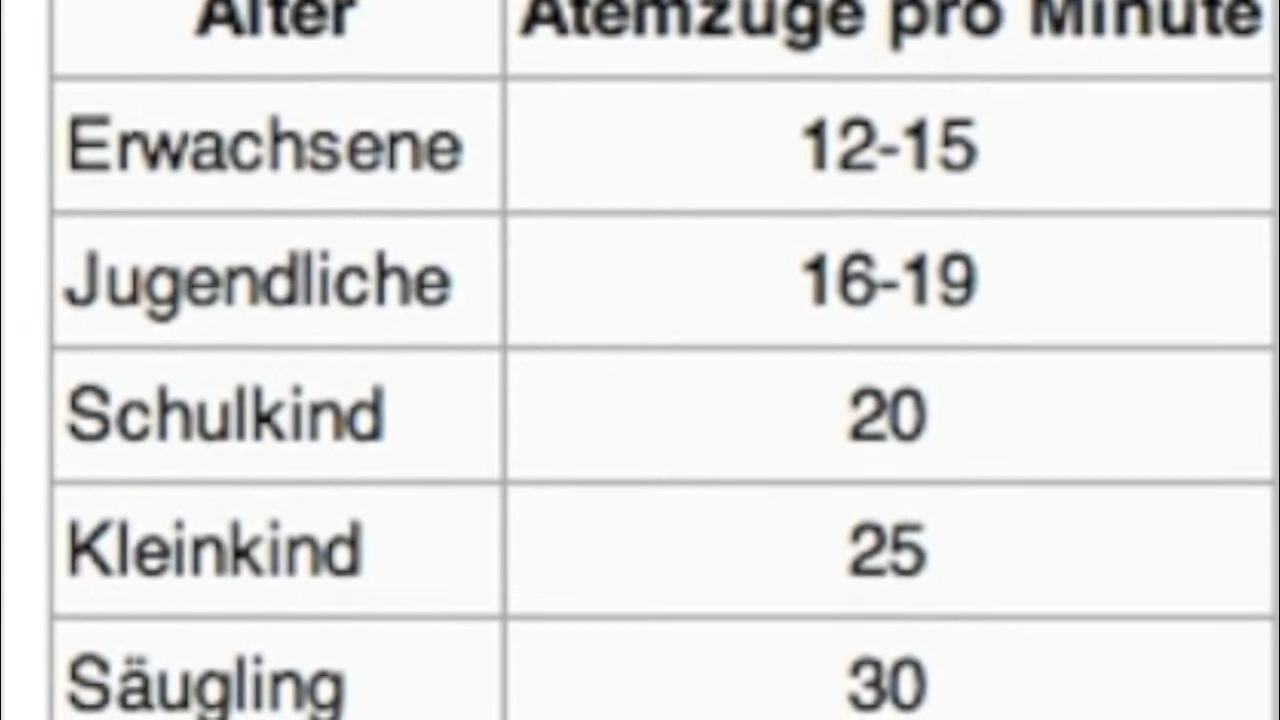 Alter Atemzüge pro Minute
Erwachsene 12-15
Jugendliche 16-19
Schulkind 20
Kleinkind 25
Säugling 30